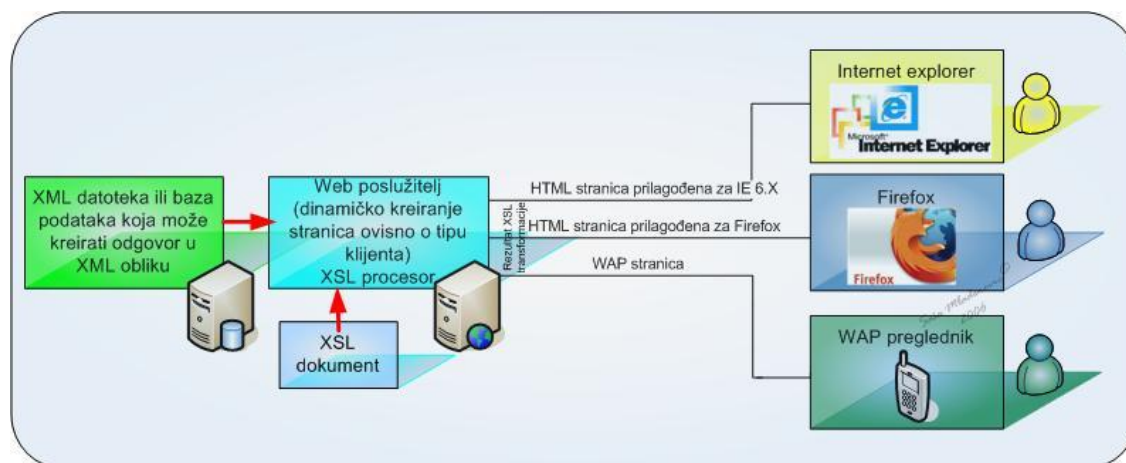 XML datoteka ili baza
podataka koja može
kreirati odgovor u
XML obliku
Web poslužitelj
(dinamičko kreiranje
stranica ovisno o tipu
klijenta)
XSL procesor
XSL
dokument
Rezultat XSL
transformacije
HTML stranica prilagođena za IE 6.X
HTML stranica prilagođena za Firefox
WAP stranica
Internet explorer
Microsoft
Internet Explorer
Firefox
Firefox
2006
WAP preglednik